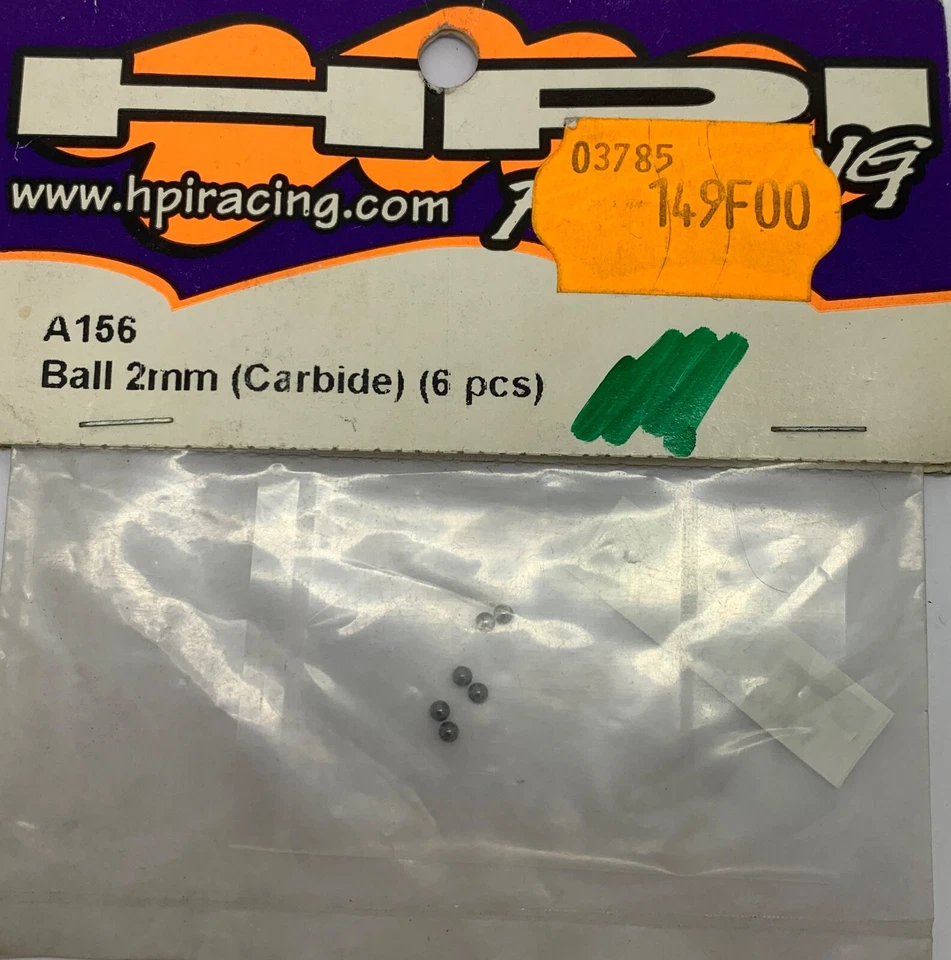 HPI
RACING
www.hpiracing.com
03785
149F00
A156
Ball 2mm (Carbide) (6 pcs)